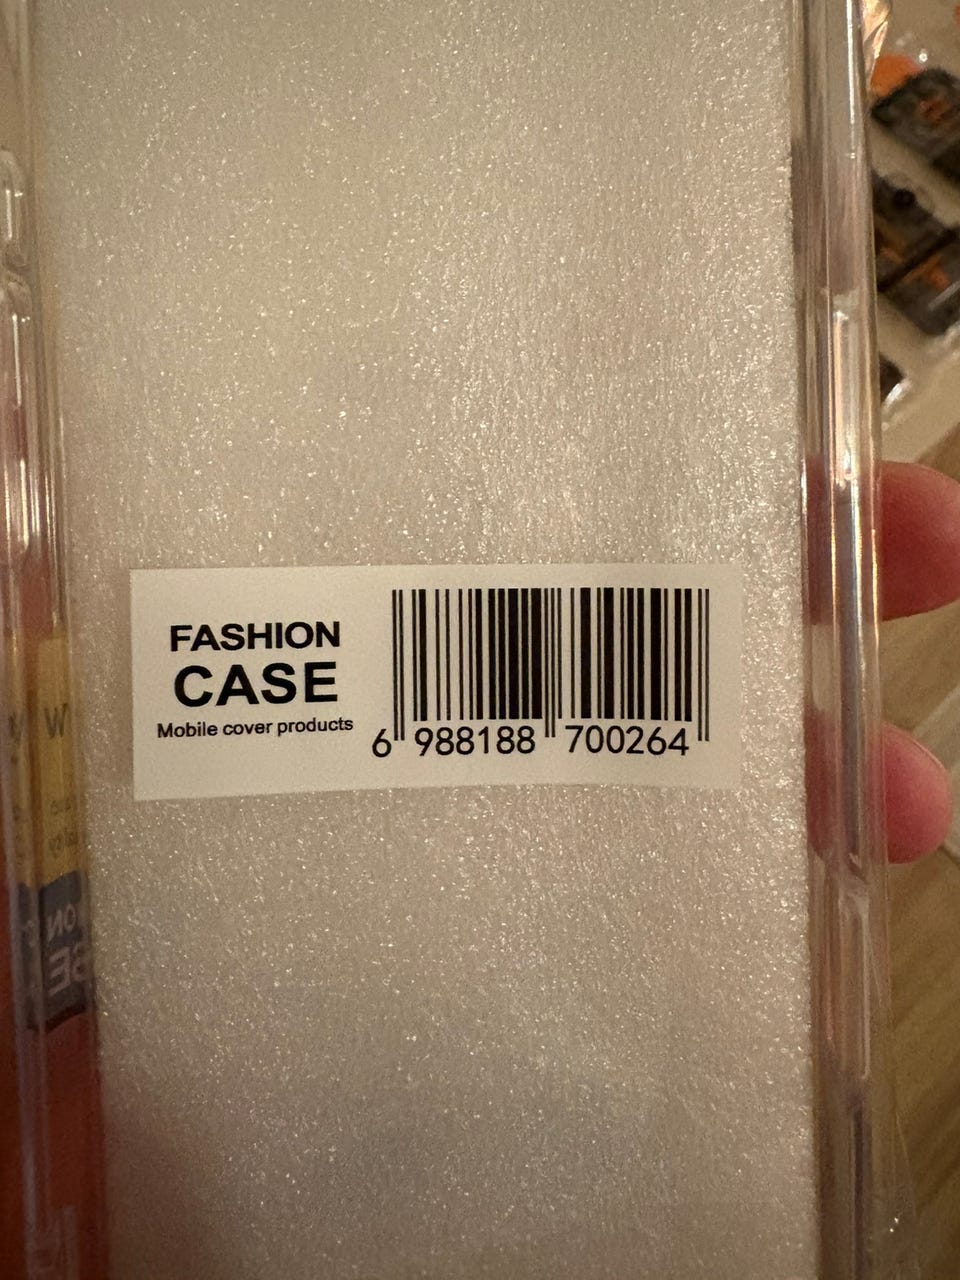 FASHION
CASE
Mobile cover products
6 988188 700264